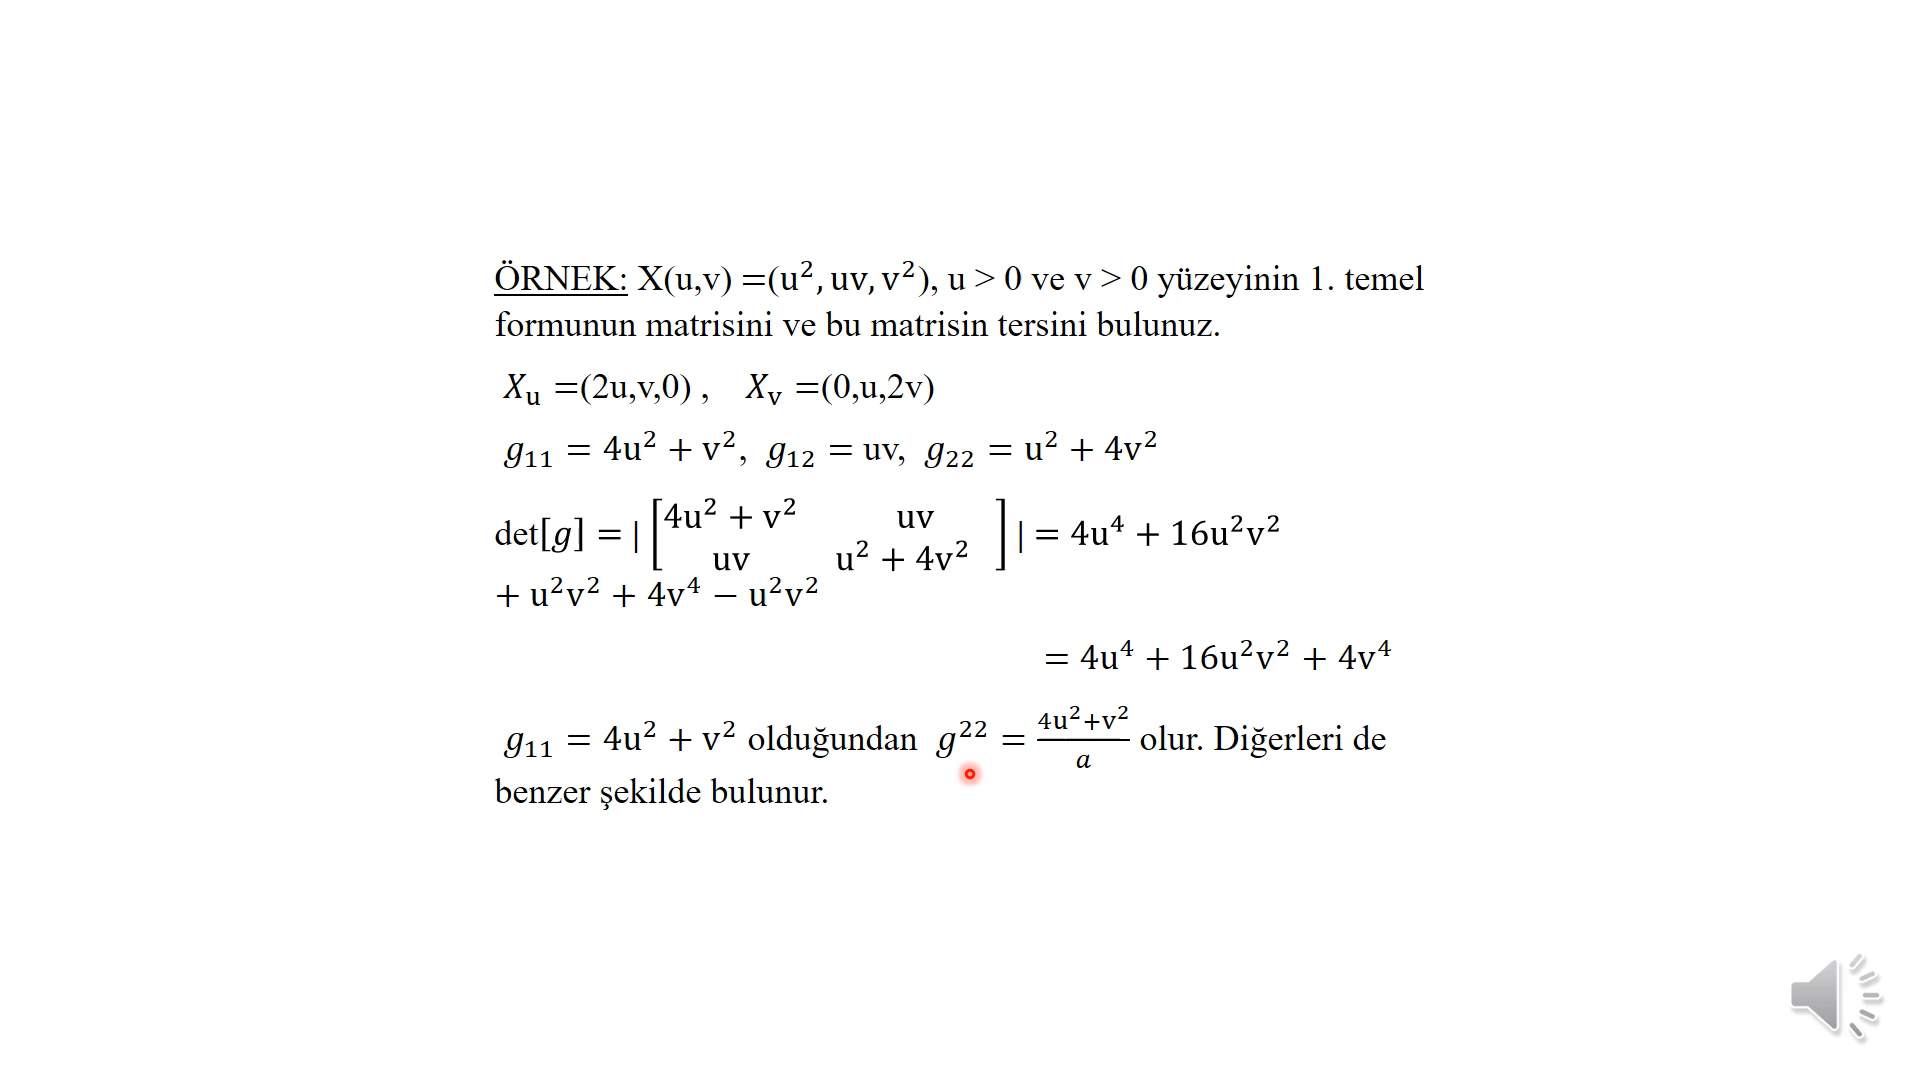 ÖRNEK: X(u,v) =(u², uv, v²), u > 0 ve v > 0 yüzeyinin 1. temel
formunun matrisini ve bu matrisin tersini bulunuz.
X_u =(2u,v,0) , X_v =(0,u,2v)
g₁₁ = 4u² + v², g₁₂ = uv, g₂₂ = u² + 4v²
det[g] = | [4u² + v² uv
uv u² + 4v²] | = 4u⁴ + 16u²v²
+ u²v² + 4v⁴ − u²v²
= 4u⁴ + 16u²v² + 4v⁴
g₁₁ = 4u² + v² olduğundan g²² = (4u²+v²)/a olur. Diğerleri de
benzer şekilde bulunur.